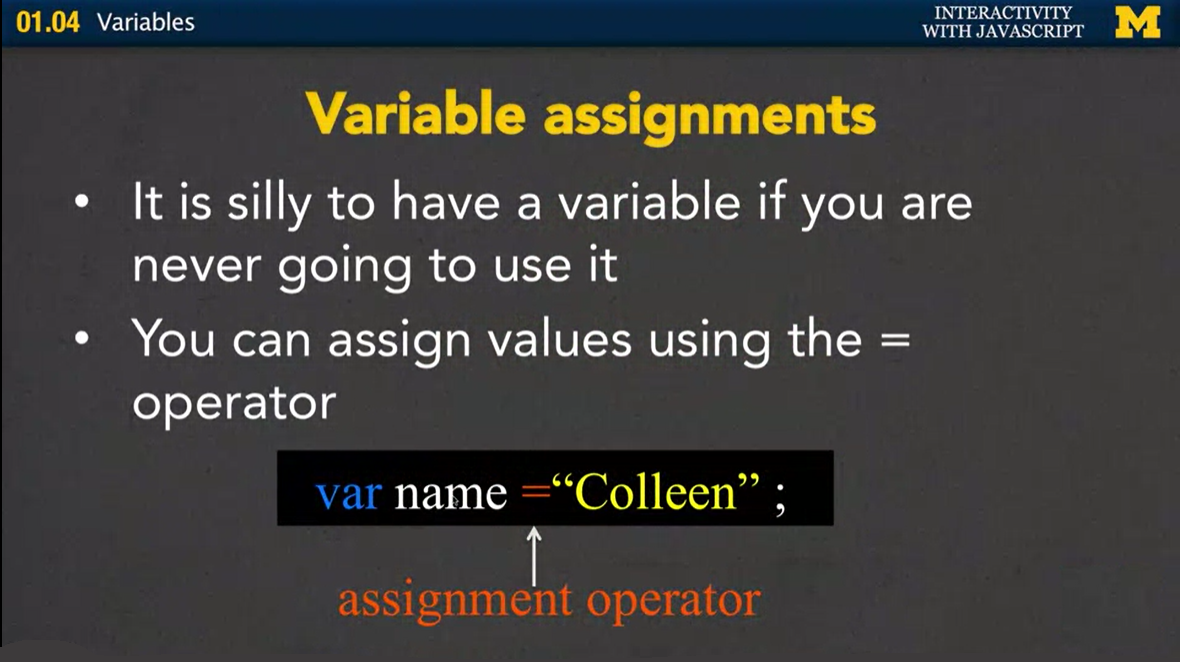 01.04 Variables
INTERACTIVITY
WITH JAVASCRIPT
M
Variable assignments
• It is silly to have a variable if you are
never going to use it
• You can assign values using the =
operator
var name =“Colleen” ;
assignment operator